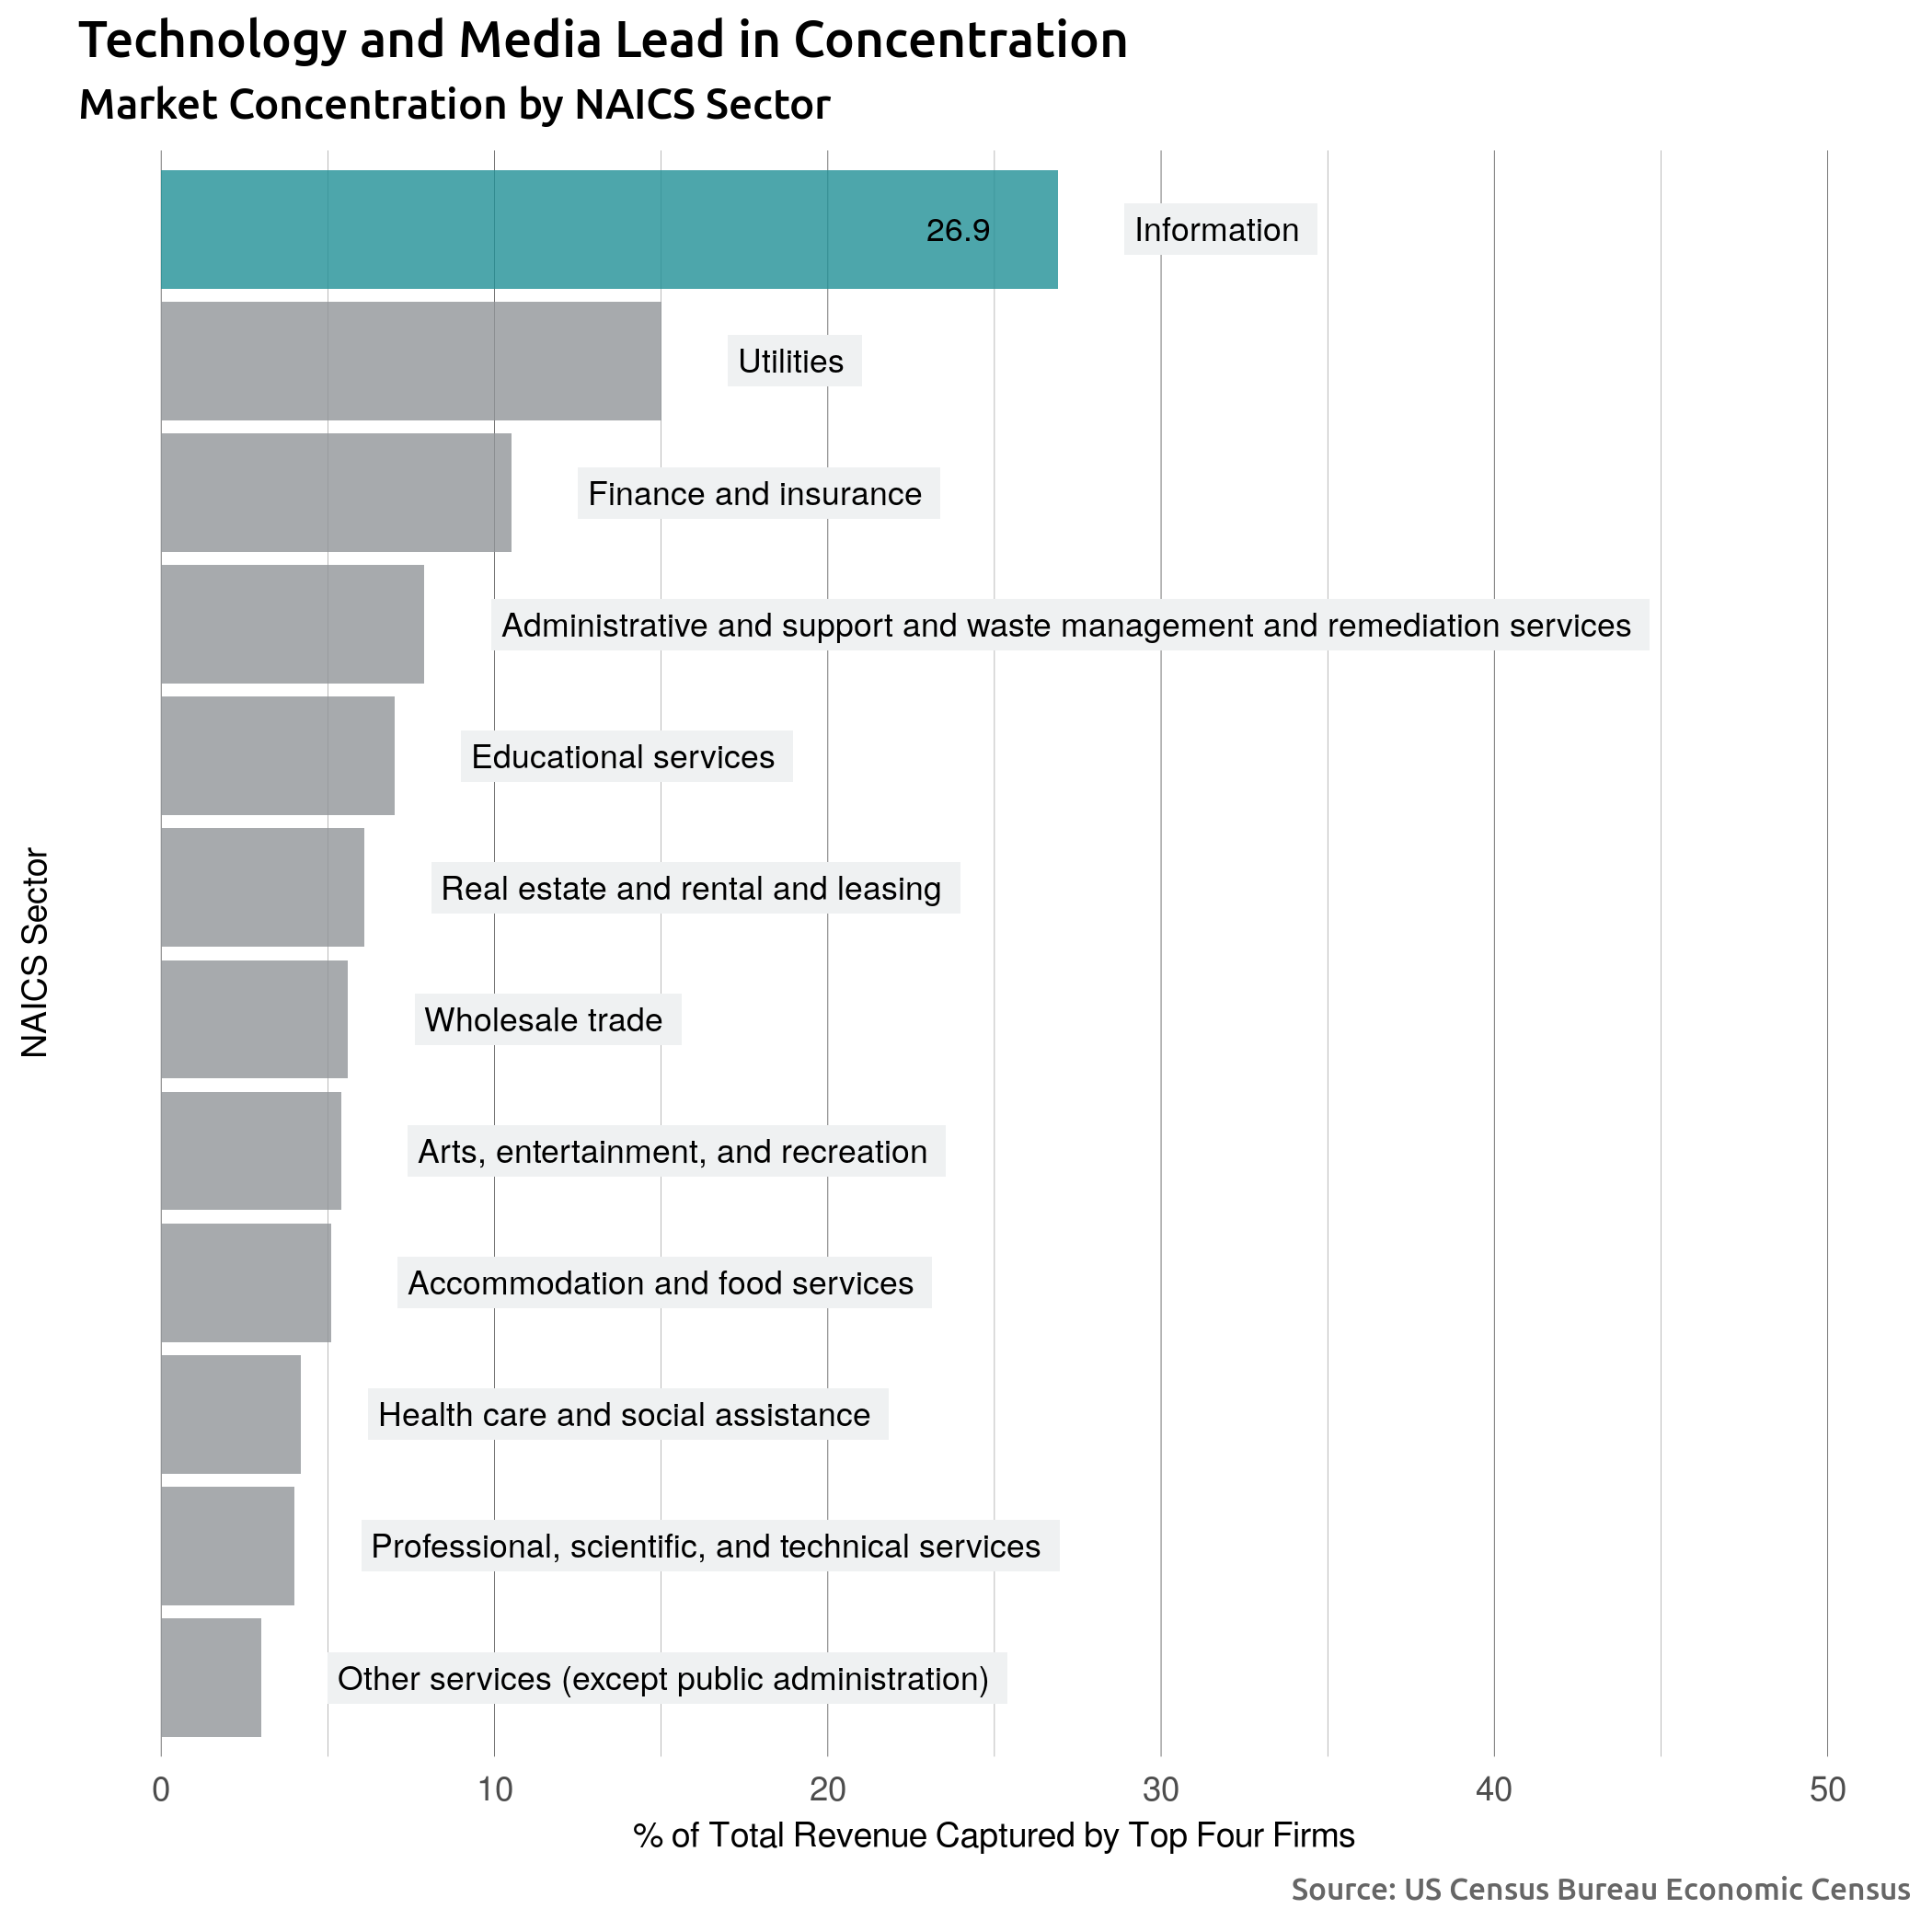 Technology and Media Lead in Concentration
Market Concentration by NAICS Sector
26.9
Information
Utilities
Finance and insurance
Administrative and support and waste management and remediation services
Educational services
Real estate and rental and leasing
Wholesale trade
Arts, entertainment, and recreation
Accommodation and food services
Health care and social assistance
Professional, scientific, and technical services
Other services (except public administration)
NAICS Sector
0 10 20 30 40 50
% of Total Revenue Captured by Top Four Firms
Source: US Census Bureau Economic Census